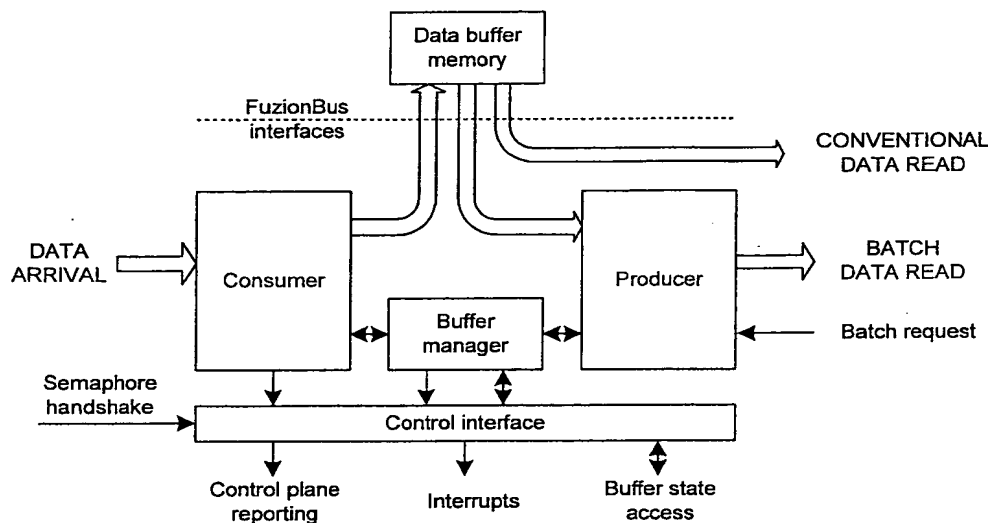 Data buffer
memory
FuzionBus
interfaces
CONVENTIONAL
DATA READ
DATA
ARRIVAL
Consumer
Producer
BATCH
DATA READ
Buffer
manager
Batch request
Semaphore
handshake
Control interface
Control plane
reporting
Interrupts
Buffer state
access